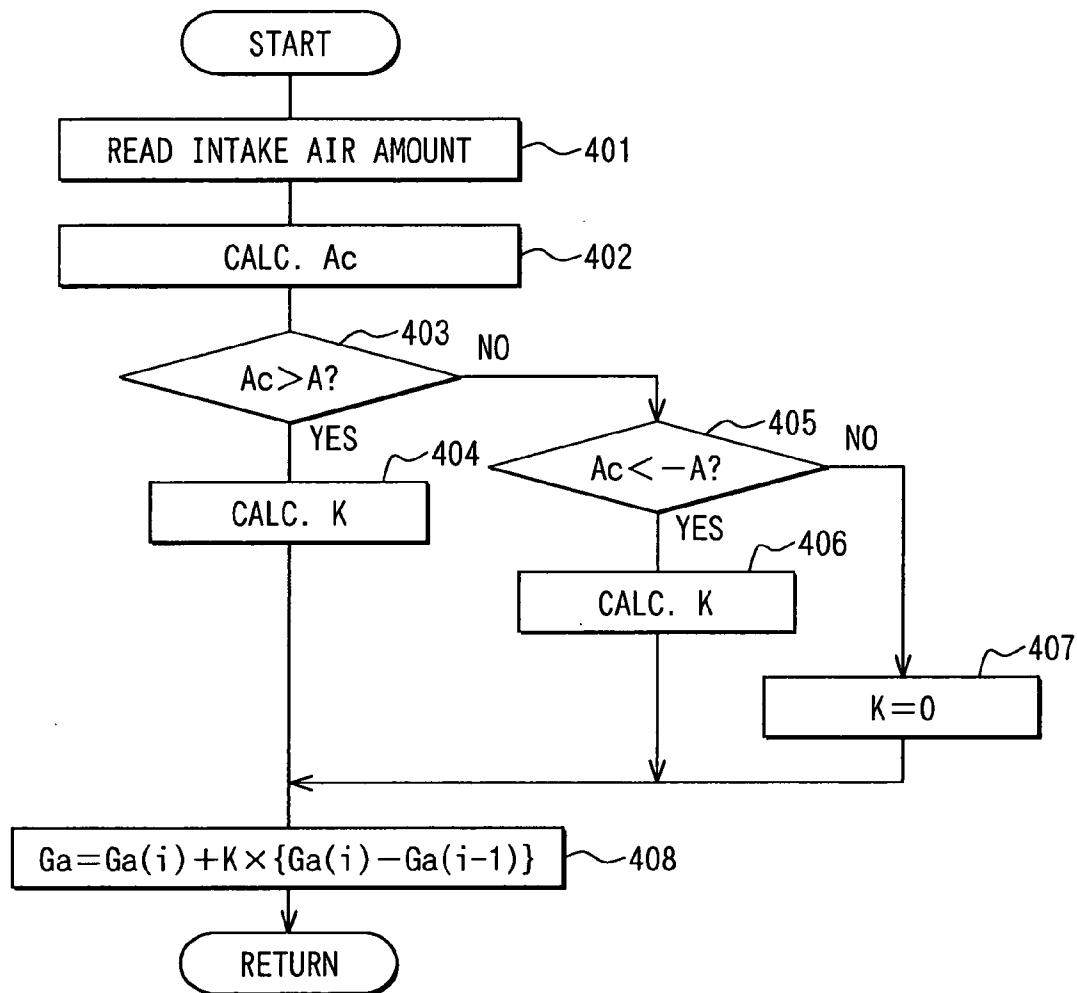 START
READ INTAKE AIR AMOUNT
401
CALC. Ac
402
403
Ac>A?
NO
YES
405
Ac<-A?
NO
YES
404
CALC. K
406
CALC. K
407
K=0
Ga=Ga(i)+K×{Ga(i)-Ga(i-1)}
408
RETURN